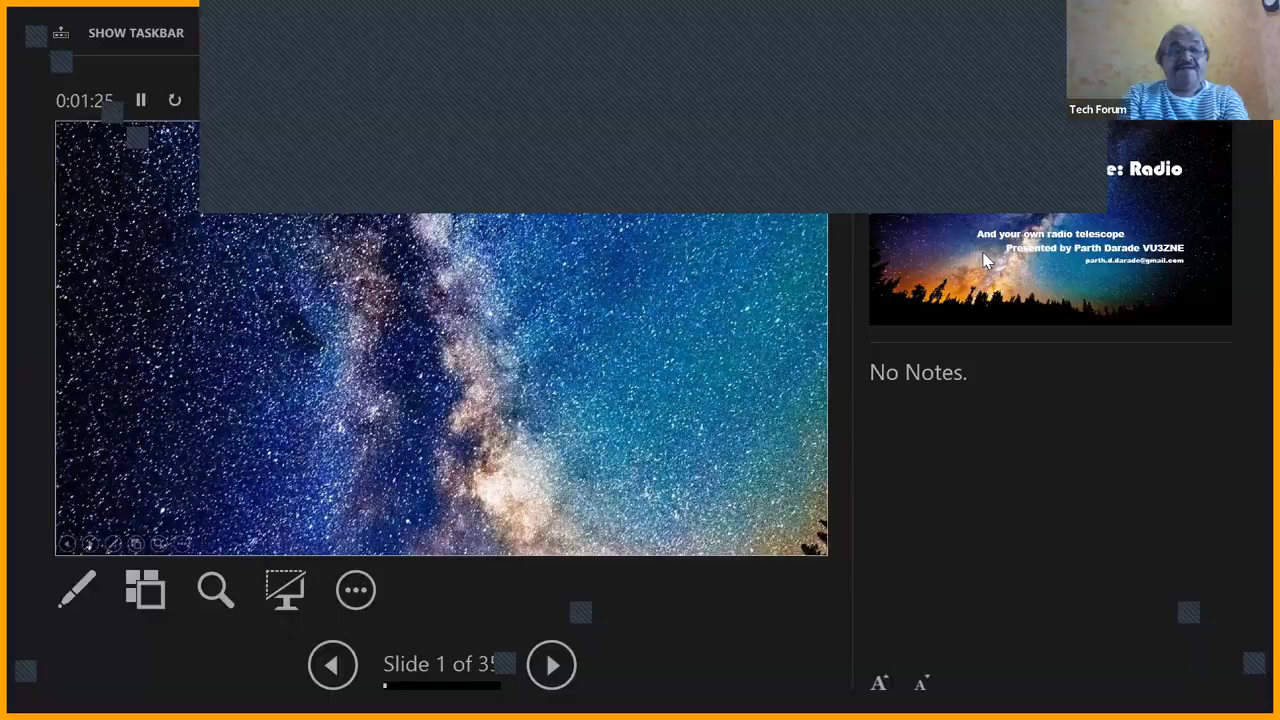 SHOW TASKBAR
0:01:25
Tech Forum
e: Radio
And your own radio telescope
Presented by Parth Darade VU3ZNE
parth.d.darade@gmail.com
No Notes.
Slide 1 of 35
A A